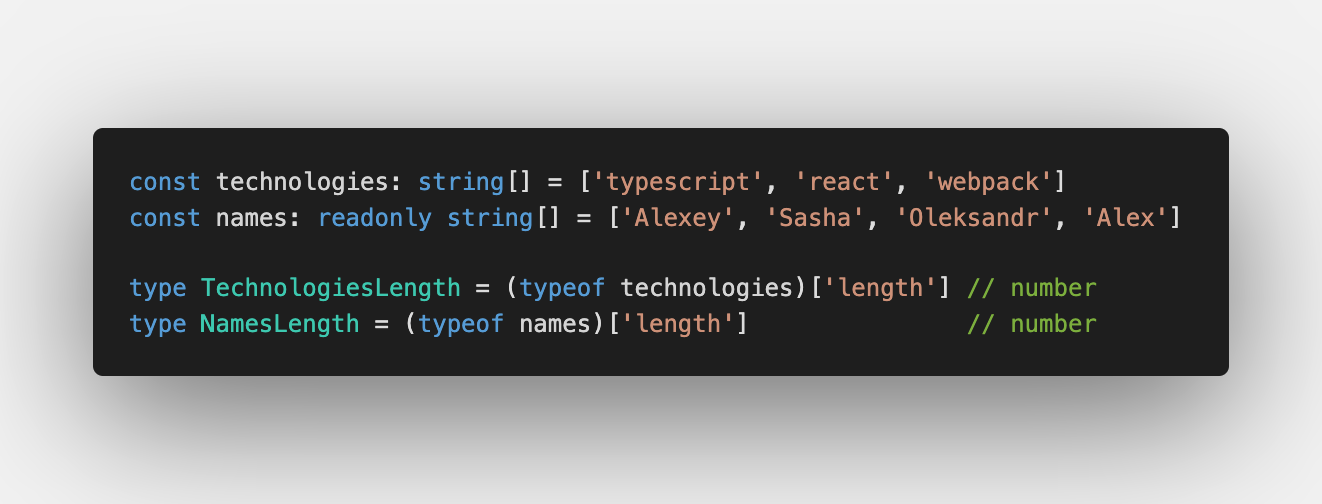 const technologies: string[] = ['typescript', 'react', 'webpack']
const names: readonly string[] = ['Alexey', 'Sasha', 'Oleksandr', 'Alex']
type TechnologiesLength = (typeof technologies)['length'] // number
type NamesLength = (typeof names)['length']               // number